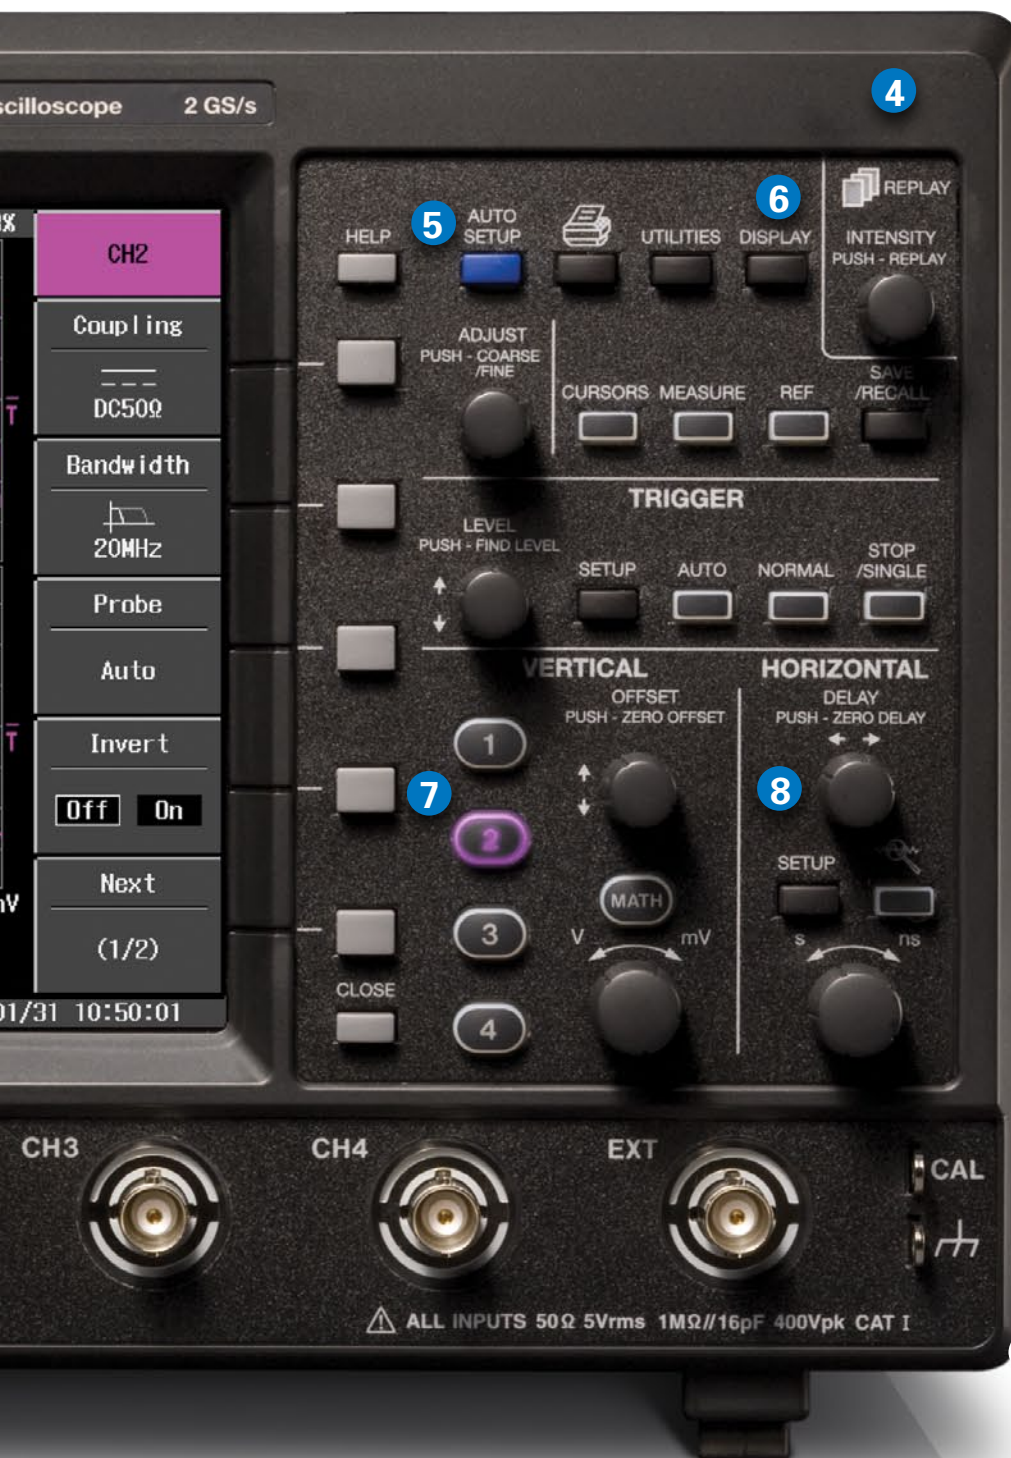 scilloscope 2 GS/s
4
REPLAY
INTENSITY
PUSH - REPLAY
5
6
HELP
AUTO
SETUP
UTILITIES
DISPLAY
CH2
Coupling
DC50Ω
Bandwidth
20MHz
Probe
Auto
Invert
Off On
Next
(1/2)
01/31 10:50:01
T
T
ADJUST
PUSH - COARSE
/FINE
CURSORS MEASURE REF
SAVE
/RECALL
TRIGGER
LEVEL
PUSH - FIND LEVEL
SETUP AUTO NORMAL
STOP
/SINGLE
VERTICAL
OFFSET
PUSH - ZERO OFFSET
HORIZONTAL
DELAY
PUSH - ZERO DELAY
7
8
1
2
3
4
MATH
V mV
SETUP
s ns
CLOSE
CH3 CH4 EXT
CAL
ALL INPUTS 50Ω 5Vrms 1MΩ//16pF 400Vpk CAT I